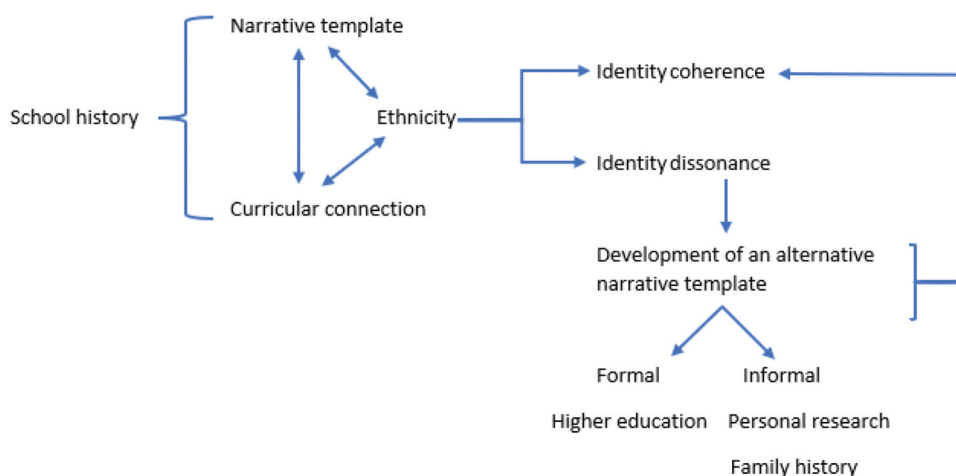 Narrative template
School history
Ethnicity
Curricular connection
Identity coherence
Identity dissonance
Development of an alternative
narrative template
Formal
Informal
Higher education
Personal research
Family history